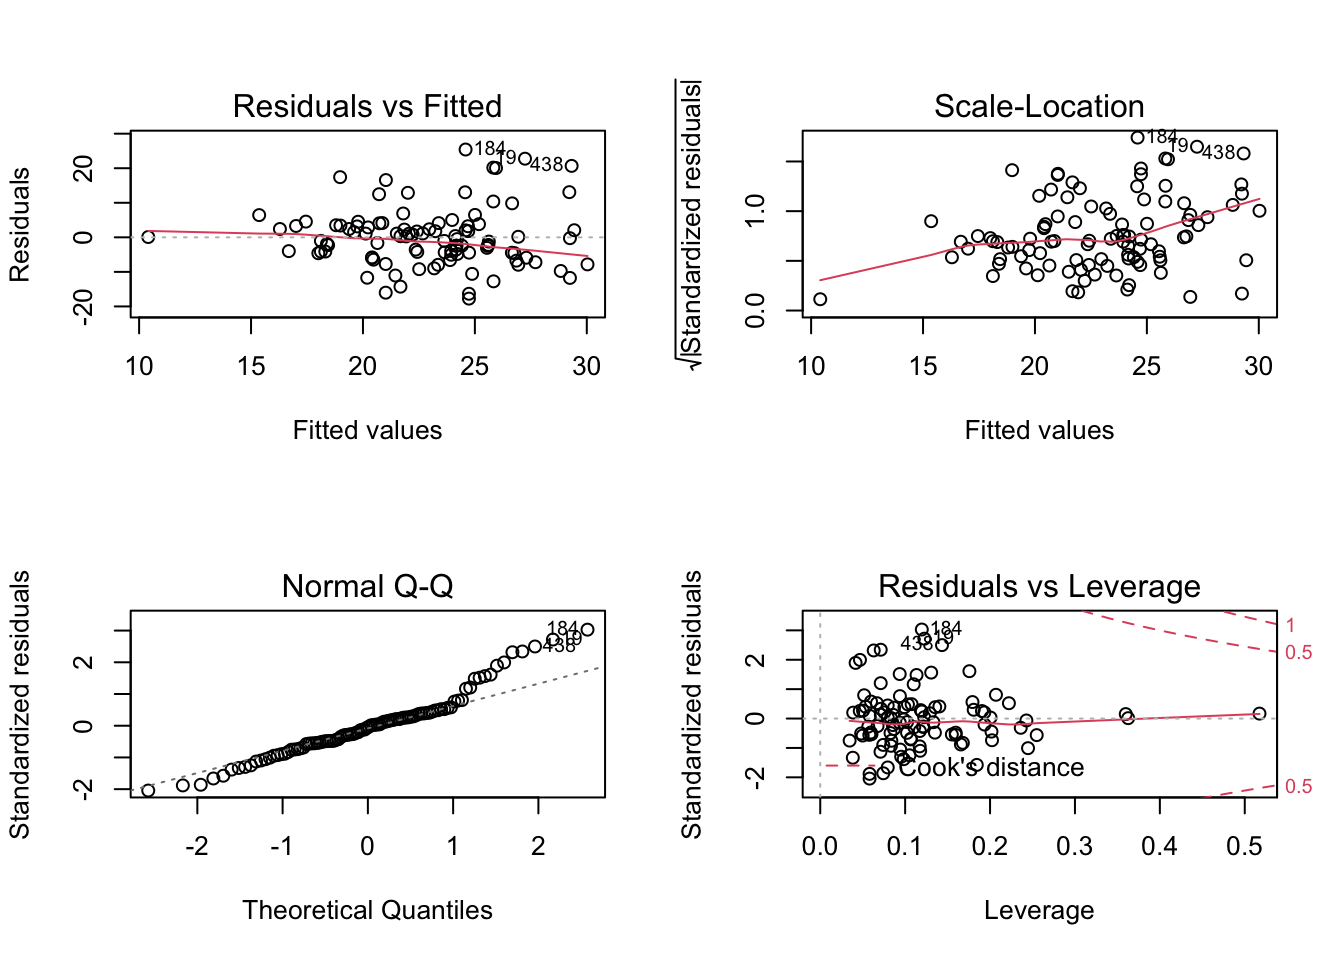 Residuals vs Fitted
Residuals
20
0
-20
184
19
438
10 15 20 25 30
Fitted values
Scale-Location
√|Standardized residuals|
1.0
0.0
184
19
438
10 15 20 25 30
Fitted values
Normal Q-Q
Standardized residuals
2
0
-2
184
19
438
-2 -1 0 1 2
Theoretical Quantiles
Residuals vs Leverage
Standardized residuals
2
0
-2
184
19
438
1
0.5
0.5
Cook's distance
0.0 0.1 0.2 0.3 0.4 0.5
Leverage